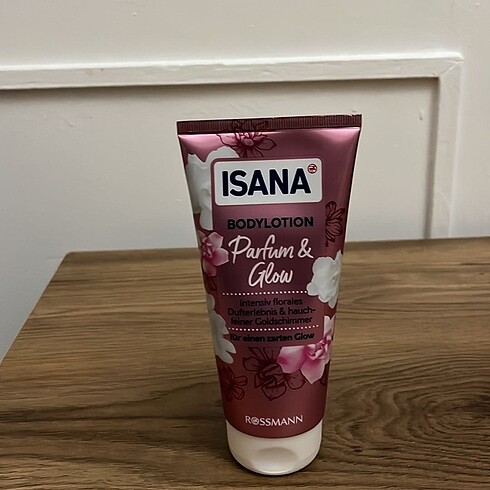 ISANA
BODYLOTION
Parfum &
Glow
intensiv florales
Dufterlebnis & hauch-
feiner Goldschimmer
für einen zarten Glow
ROSSMANN